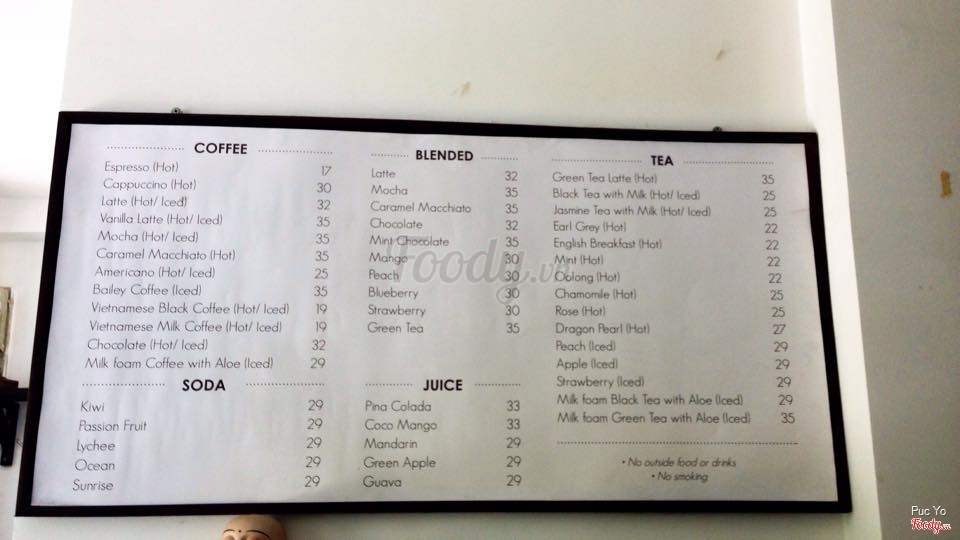 COFFEE
Espresso (Hot) 17
Cappuccino (Hot) 30
Latte (Hot/ Iced) 32
Vanilla Latte (Hot/ Iced) 35
Mocha (Hot/ Iced) 35
Caramel Macchiato (Hot) 35
Americano (Hot/ Iced) 25
Bailey Coffee (Iced) 35
Vietnamese Black Coffee (Hot/ Iced) 19
Vietnamese Milk Coffee (Hot/ Iced) 19
Chocolate (Hot/ Iced) 32
Milk foam Coffee with Aloe (Iced) 29
SODA
Kiwi 29
Passion Fruit 29
Lychee 29
Ocean 29
Sunrise 29
BLENDED
Latte 32
Mocha 35
Caramel Macchiato 35
Chocolate 32
Mint Chocolate 35
Mango 30
Peach 30
Blueberry 30
Strawberry 30
Green Tea 35
JUICE
Pina Colada 33
Coco Mango 33
Mandarin 29
Green Apple 29
Guava 29
TEA
Green Tea Latte (Hot) 35
Black Tea with Milk (Hot/ Iced) 25
Jasmine Tea with Milk (Hot/ Iced) 25
Earl Grey (Hot) 22
English Breakfast (Hot) 22
Mint (Hot) 22
Oolong (Hot) 22
Chamomile (Hot) 25
Rose (Hot) 25
Dragon Pearl (Hot) 27
Peach (Iced) 29
Apple (Iced) 29
Strawberry (Iced) 29
Milk foam Black Tea with Aloe (Iced) 29
Milk foam Green Tea with Aloe (Iced) 35
• No outside food or drinks
• No smoking
Foody.vn
Puc Yo
Foody.vn